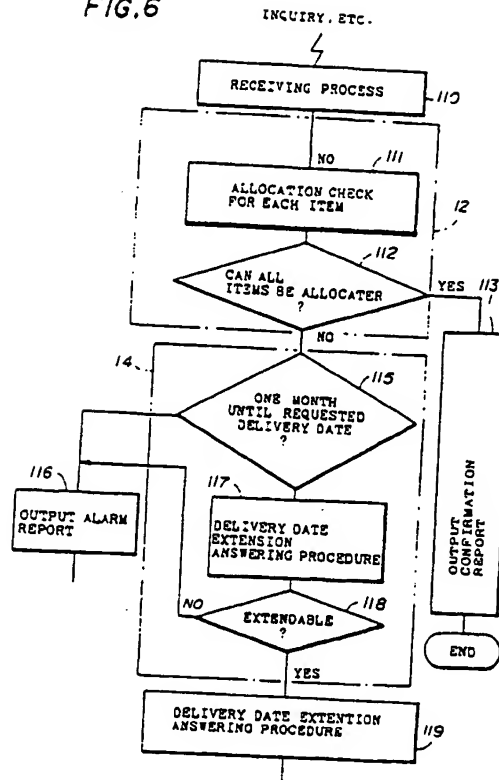 FIG.6
INQUIRY, ETC.
RECEIVING PROCESS
110
NO
111
ALLOCATION CHECK
FOR EACH ITEM
12
112
CAN ALL
ITEMS BE ALLOCATER
?
YES
113
NO
14
115
ONE MONTH
UNTIL REQUESTED
DELIVERY DATE
?
116
OUTPUT ALARM
REPORT
117
DELIVERY DATE
EXTENSION
ANSWERING PROCEDURE
OUTPUT
CONFIRMATION
REPORT
NO
118
EXTENDABLE
?
END
YES
DELIVERY DATE EXTENTION
ANSWERING PROCEDURE
119